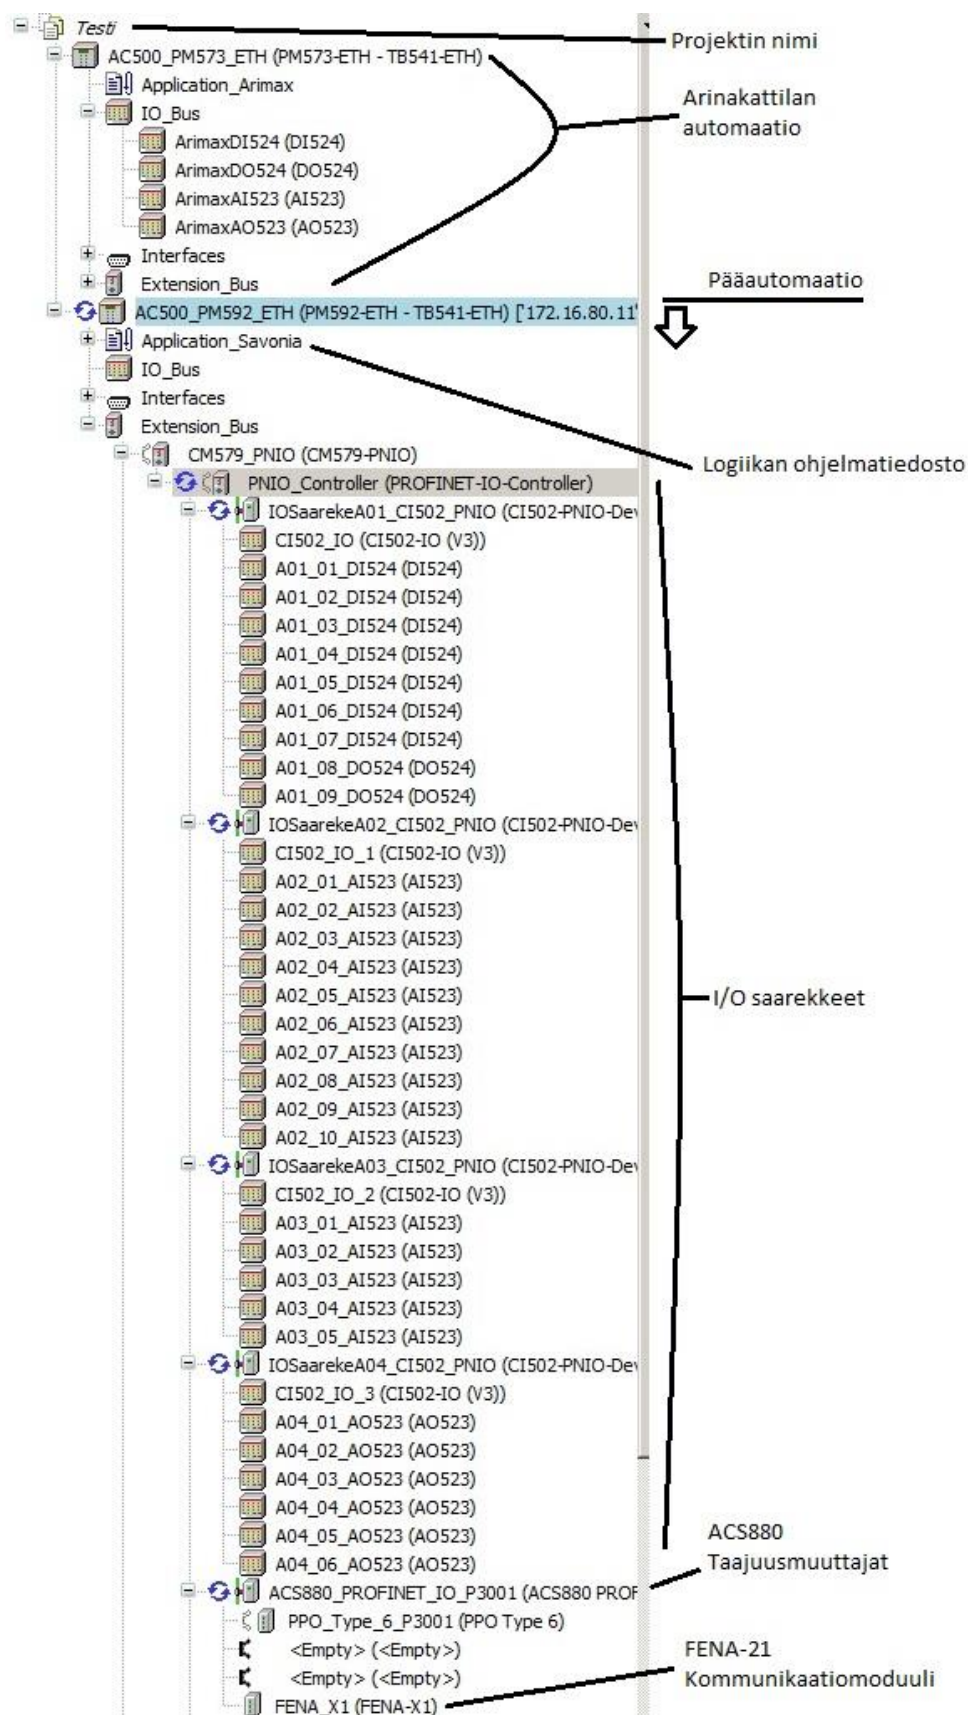 Testi
Projektin nimi
AC500_PM573_ETH (PM573-ETH - TB541-ETH)
Application_Arimax
Arinakattilan
automaatio
IO_Bus
ArimaxDI524 (DI524)
ArimaxDO524 (DO524)
ArimaxAI523 (AI523)
ArimaxAO523 (AO523)
Interfaces
Extension_Bus
Pääautomaatio
AC500_PM592_ETH (PM592-ETH - TB541-ETH) ['172.16.80.11'
Application_Savonia
IO_Bus
Interfaces
Extension_Bus
CM579_PNIO (CM579-PNIO)
Logiikan ohjelmatiedosto
PNIO_Controller (PROFINET-IO-Controller)
IOSaarekeA01_CI502_PNIO (CI502-PNIO-Dev
CI502_IO (CI502-IO (V3))
A01_01_DI524 (DI524)
A01_02_DI524 (DI524)
A01_03_DI524 (DI524)
A01_04_DI524 (DI524)
A01_05_DI524 (DI524)
A01_06_DI524 (DI524)
A01_07_DI524 (DI524)
A01_08_DO524 (DO524)
A01_09_DO524 (DO524)
IOSaarekeA02_CI502_PNIO (CI502-PNIO-Dev
CI502_IO_1 (CI502-IO (V3))
A02_01_AI523 (AI523)
A02_02_AI523 (AI523)
A02_03_AI523 (AI523)
A02_04_AI523 (AI523)
A02_05_AI523 (AI523)
I/O saarekkeet
A02_06_AI523 (AI523)
A02_07_AI523 (AI523)
A02_08_AI523 (AI523)
A02_09_AI523 (AI523)
A02_10_AI523 (AI523)
IOSaarekeA03_CI502_PNIO (CI502-PNIO-Dev
CI502_IO_2 (CI502-IO (V3))
A03_01_AI523 (AI523)
A03_02_AI523 (AI523)
A03_03_AI523 (AI523)
A03_04_AI523 (AI523)
A03_05_AI523 (AI523)
IOSaarekeA04_CI502_PNIO (CI502-PNIO-Dev
CI502_IO_3 (CI502-IO (V3))
A04_01_AO523 (AO523)
A04_02_AO523 (AO523)
A04_03_AO523 (AO523)
A04_04_AO523 (AO523)
A04_05_AO523 (AO523)
A04_06_AO523 (AO523)
ACS880
Taajuusmuuttajat
ACS880_PROFINET_IO_P3001 (ACS880 PROF
PPO_Type_6_P3001 (PPO Type 6)
<Empty> (<Empty>)
<Empty> (<Empty>)
FENA-21
Kommunikaatiomoduuli
FENA_X1 (FENA-X1)